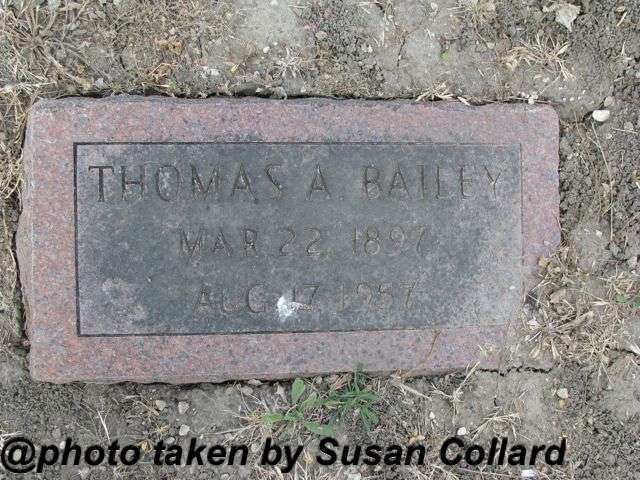 THOMAS A. BAILEY
MAR. 22, 1897
AUG. 17, 1957
@photo taken by Susan Collard